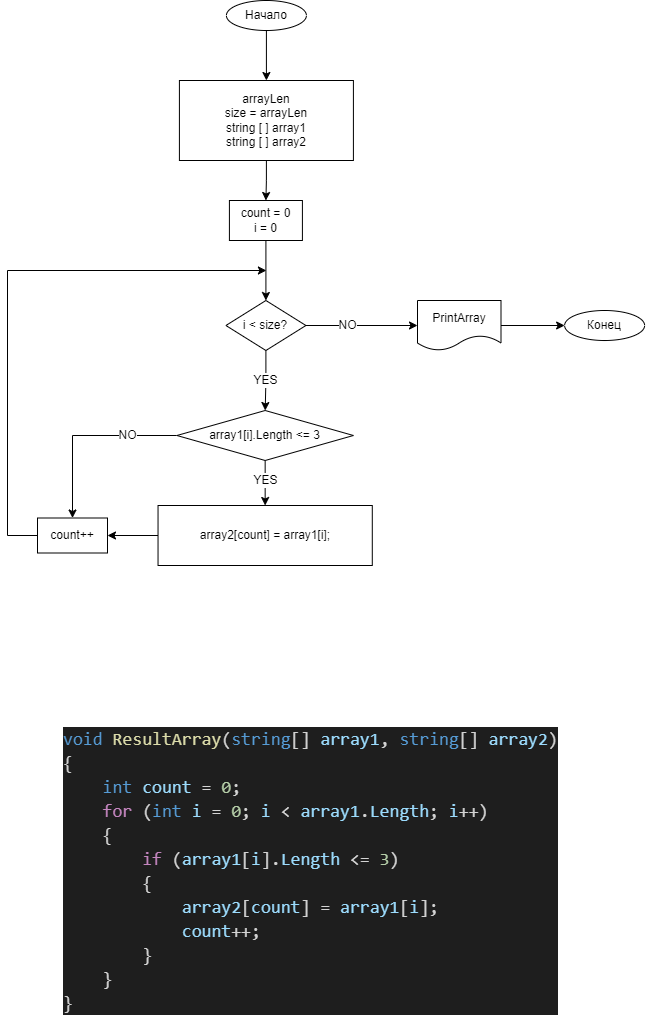 Начало
arrayLen
size = arrayLen
string [ ] array1
string [ ] array2
count = 0
i = 0
i < size?
NO
PrintArray
Конец
YES
array1[i].Length <= 3
NO
YES
count++
array2[count] = array1[i];
void ResultArray(string[] array1, string[] array2)
{
    int count = 0;
    for (int i = 0; i < array1.Length; i++)
    {
        if (array1[i].Length <= 3)
        {
            array2[count] = array1[i];
            count++;
        }
    }
}